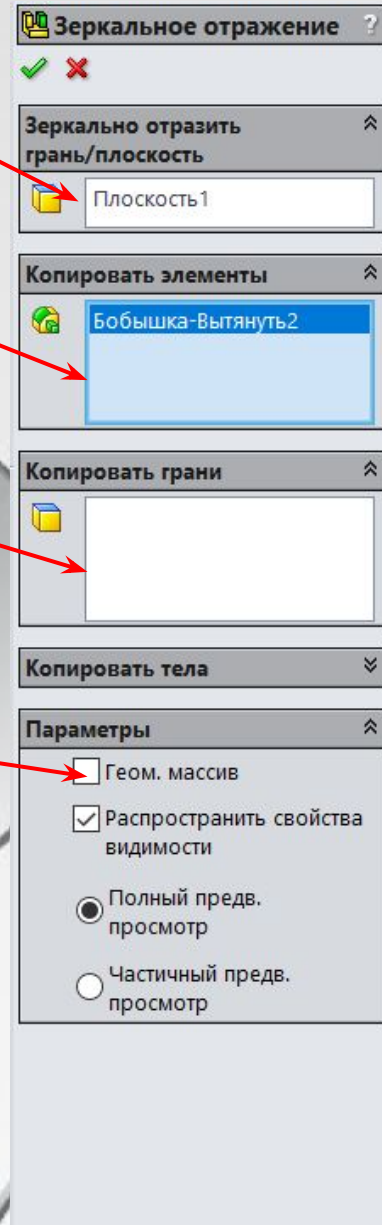 Зеркальное отражение ?
Зеркально отразить
грань/плоскость
Плоскость1
Копировать элементы
Бобышка-Вытянуть2
Копировать грани
Копировать тела
Параметры
Геом. массив
Распространить свойства
видимости
Полный предв.
просмотр
Частичный предв.
просмотр